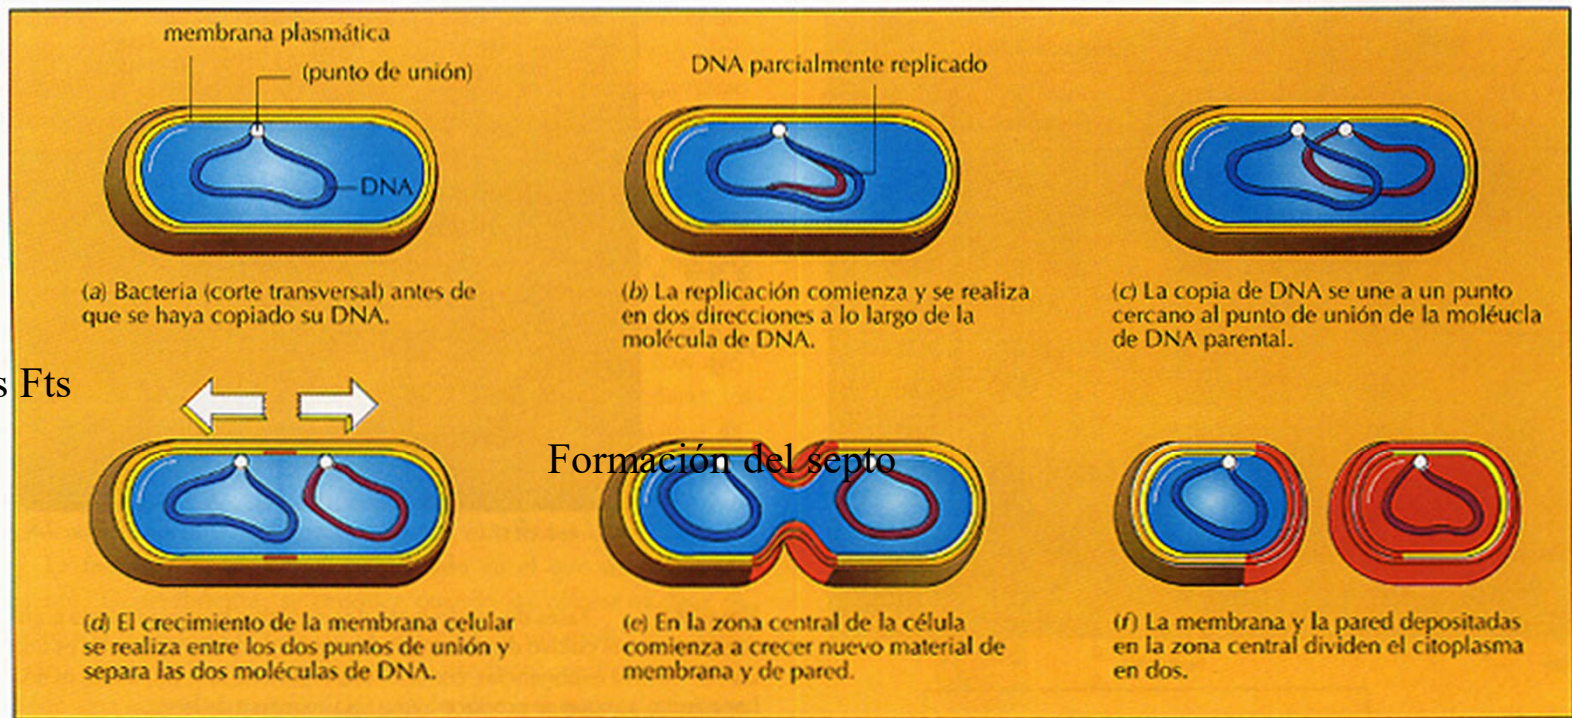 membrana plasmática
(punto de unión)
DNA
DNA parcialmente replicado
(a) Bacteria (corte transversal) antes de
que se haya copiado su DNA.
(b) La replicación comienza y se realiza
en dos direcciones a lo largo de la
molécula de DNA.
(c) La copia de DNA se une a un punto
cercano al punto de unión de la moléucla
de DNA parental.
s Fts
Formación del septo
(d) El crecimiento de la membrana celular
se realiza entre los dos puntos de unión y
separa las dos moléculas de DNA.
(e) En la zona central de la célula
comienza a crecer nuevo material de
membrana y de pared.
(f) La membrana y la pared depositadas
en la zona central dividen el citoplasma
en dos.